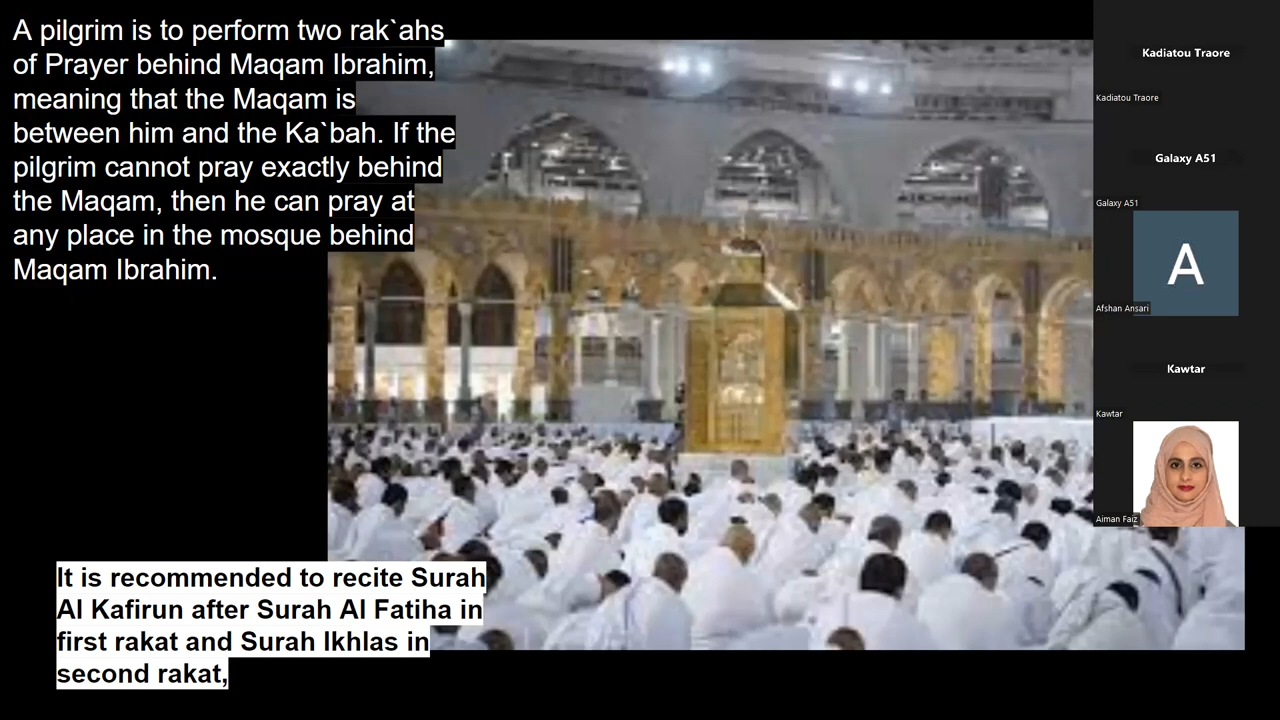 A pilgrim is to perform two rak`ahs
of Prayer behind Maqam Ibrahim,
meaning that the Maqam is
between him and the Ka`bah. If the
pilgrim cannot pray exactly behind
the Maqam, then he can pray at
any place in the mosque behind
Maqam Ibrahim.
It is recommended to recite Surah
Al Kafirun after Surah Al Fatiha in
first rakat and Surah Ikhlas in
second rakat,
Kadiatou Traore
Kadiatou Traore
Galaxy A51
Galaxy A51
A
Afshan Ansari
Kawtar
Kawtar
Aiman Faiz